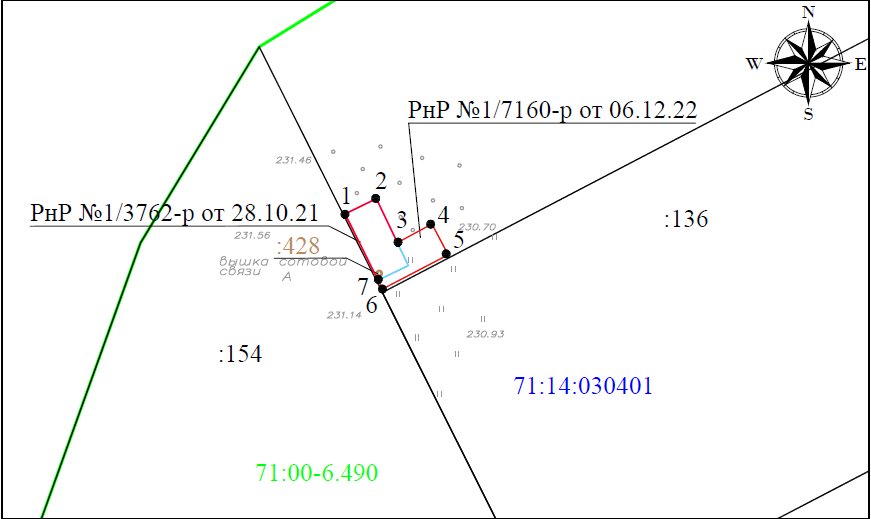 N
W E
S
РнР №1/7160-р от 06.12.22
231.46
1
2
РнР №1/3762-р от 28.10.21
3
4
230.70
:136
231.56
:428
5
вышка сотовой
связи
А
7
6
231.14
230.93
:154
71:14:030401
71:00-6.490